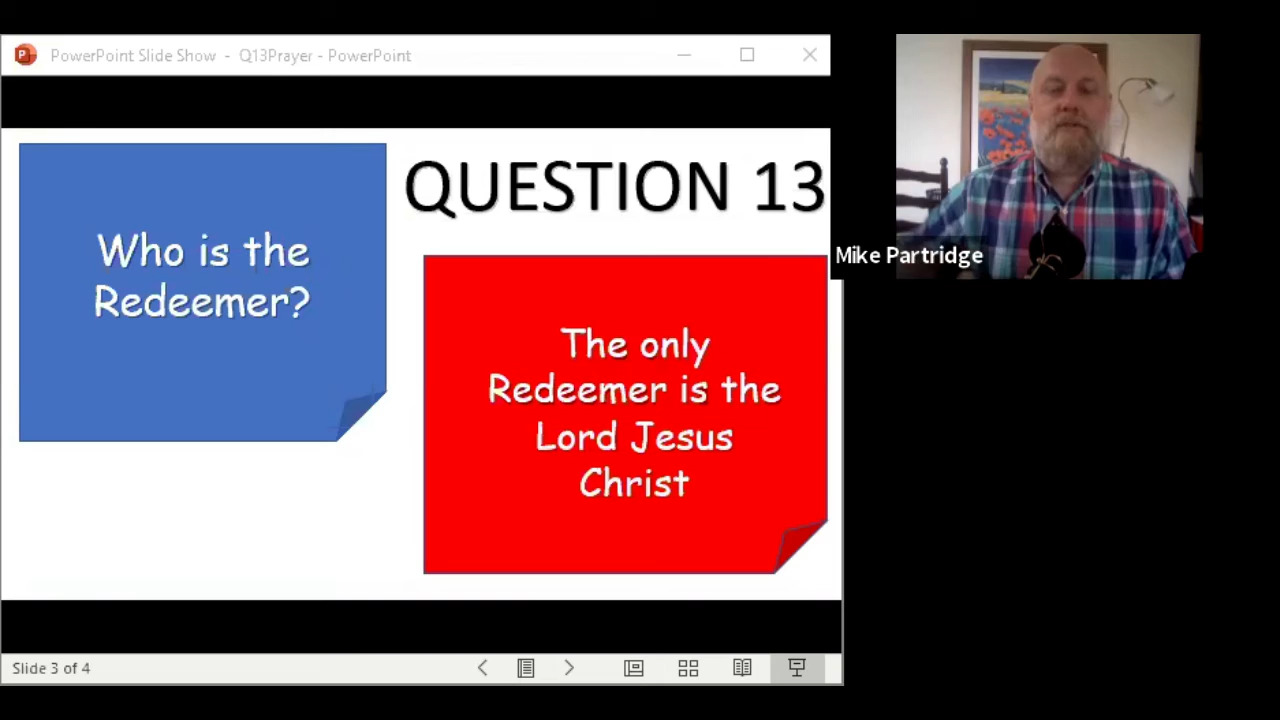 PowerPoint Slide Show - Q13Prayer - PowerPoint
QUESTION 13
Who is the
Redeemer?
The only
Redeemer is the
Lord Jesus
Christ
Mike Partridge
Slide 3 of 4